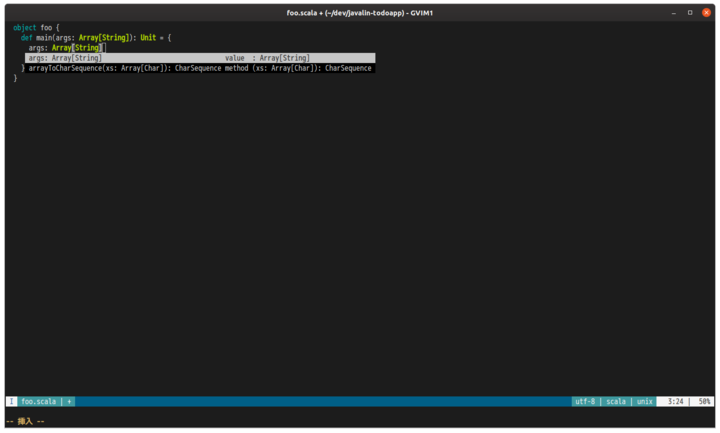 foo.scala + (~/dev/javalin-todoapp) - GVIM1
object foo {
def main(args: Array[String]): Unit = {
args: Array[String]
args: Array[String] value : Array[String]
} arrayToCharSequence(xs: Array[Char]): CharSequence method (xs: Array[Char]): CharSequence
}
I foo.scala | + utf-8 | scala | unix 3:24 | 50%
-- 挿入 --